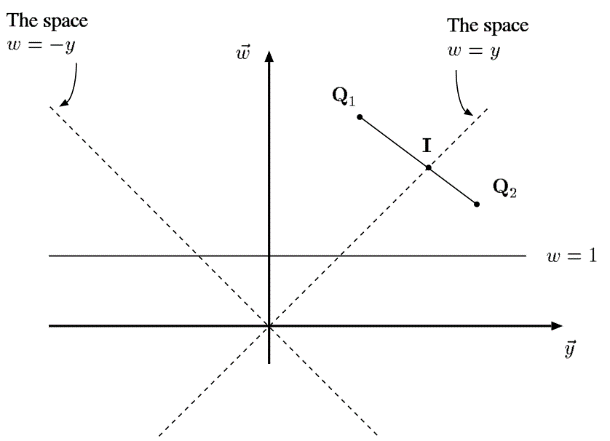 The space
w = −y
The space
w = y
w⃗
Q₁
I
Q₂
w = 1
y⃗